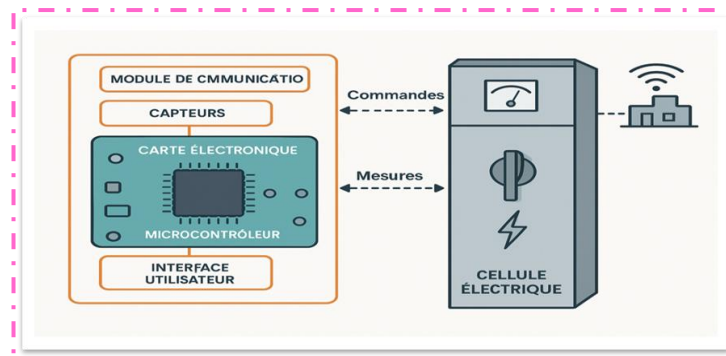 MODULE DE CMMUNICATIO
CAPTEURS
CARTE ÉLECTRONIQUE
MICROCONTRÔLEUR
INTERFACE
UTILISATEUR
Commandes
Mesures
CELLULE
ÉLECTRIQUE